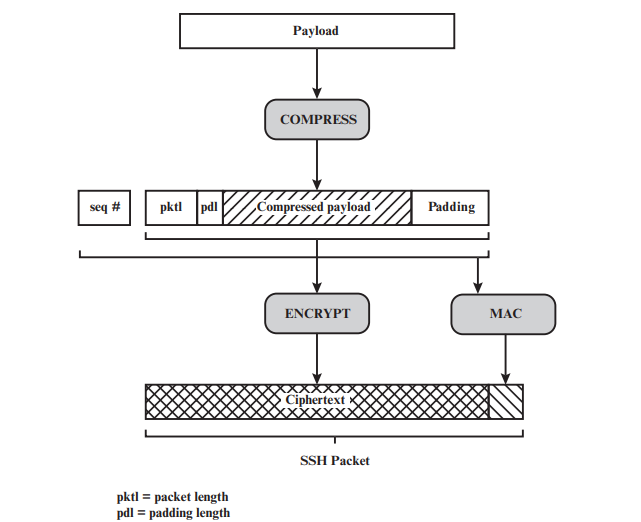 Payload
COMPRESS
seq # pktl pdl Compressed payload Padding
ENCRYPT MAC
Ciphertext
SSH Packet
pktl = packet length
pdl = padding length